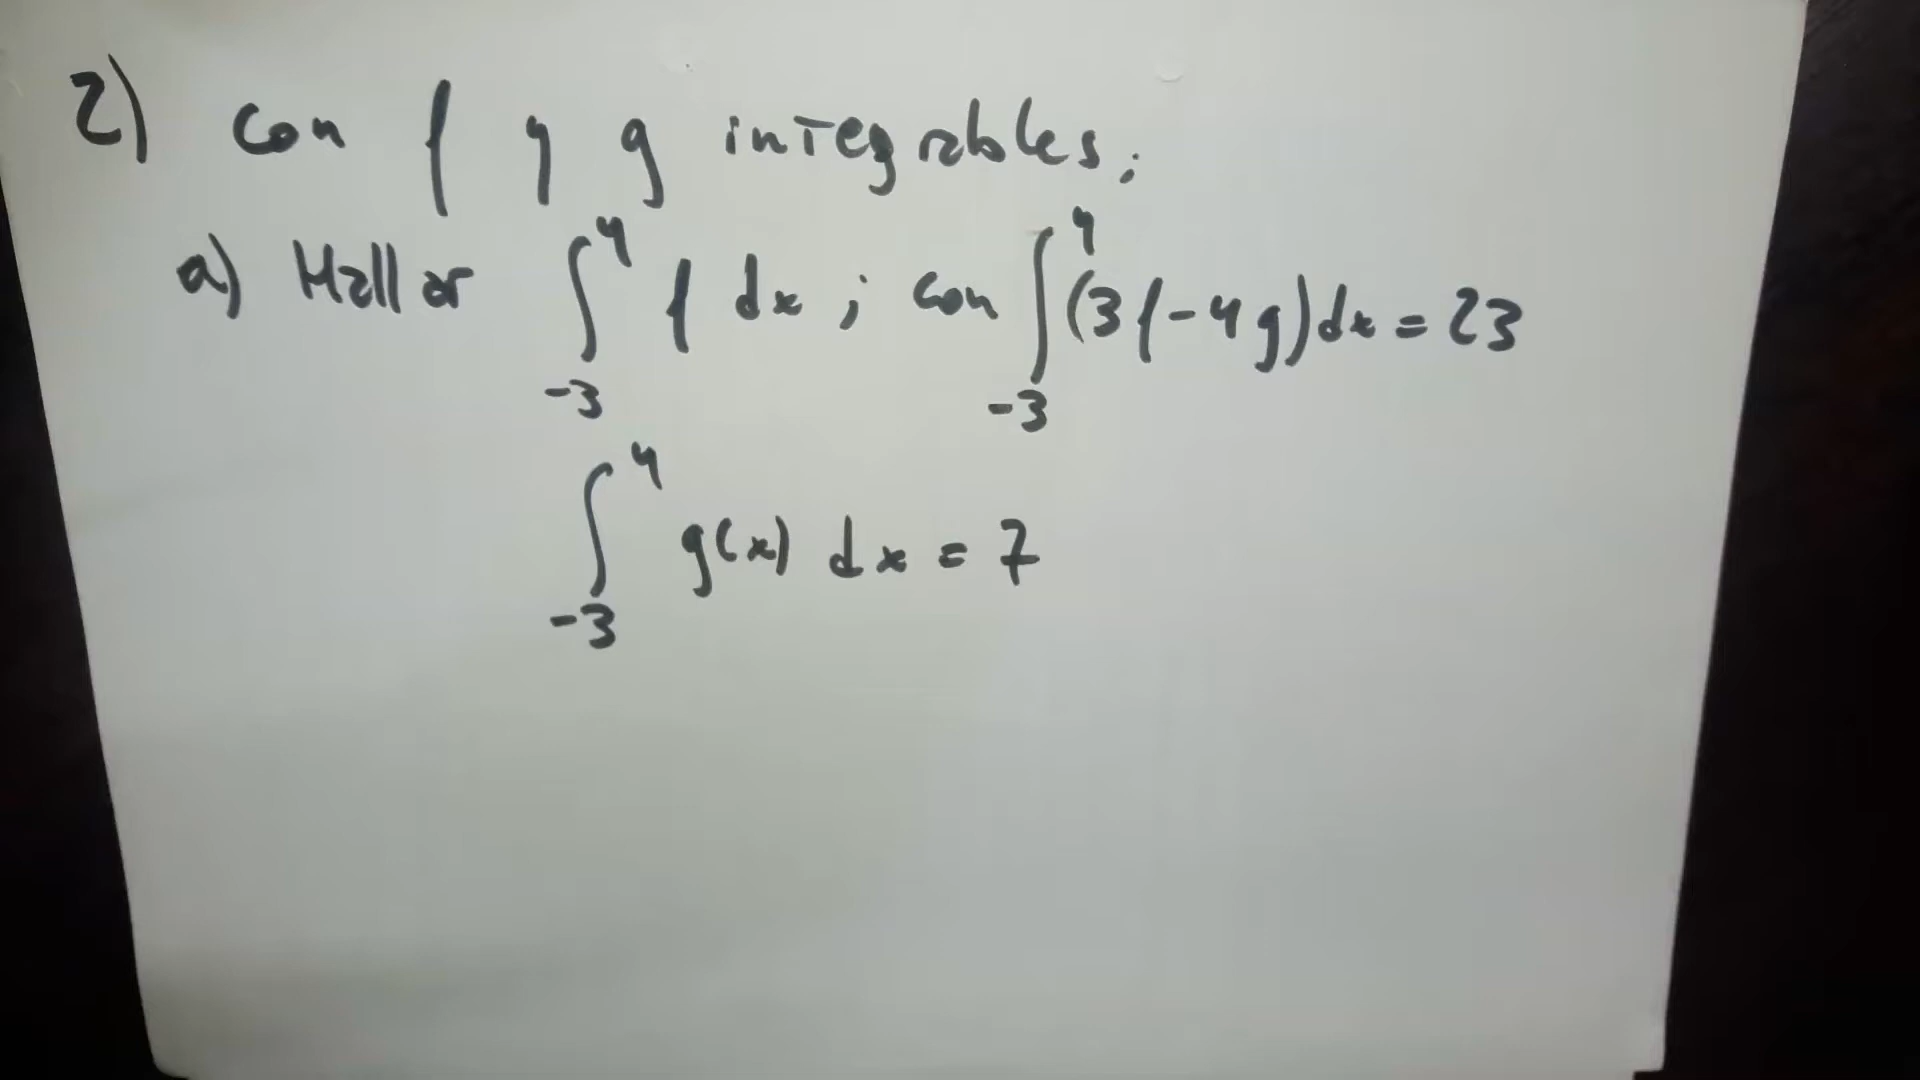 2) Con f y g integrables;
a) Hallar ∫₋₃⁴ f dx ; con ∫₋₃⁴ (3f-4g)dx = 23
∫₋₃⁴ g(x) dx = 7